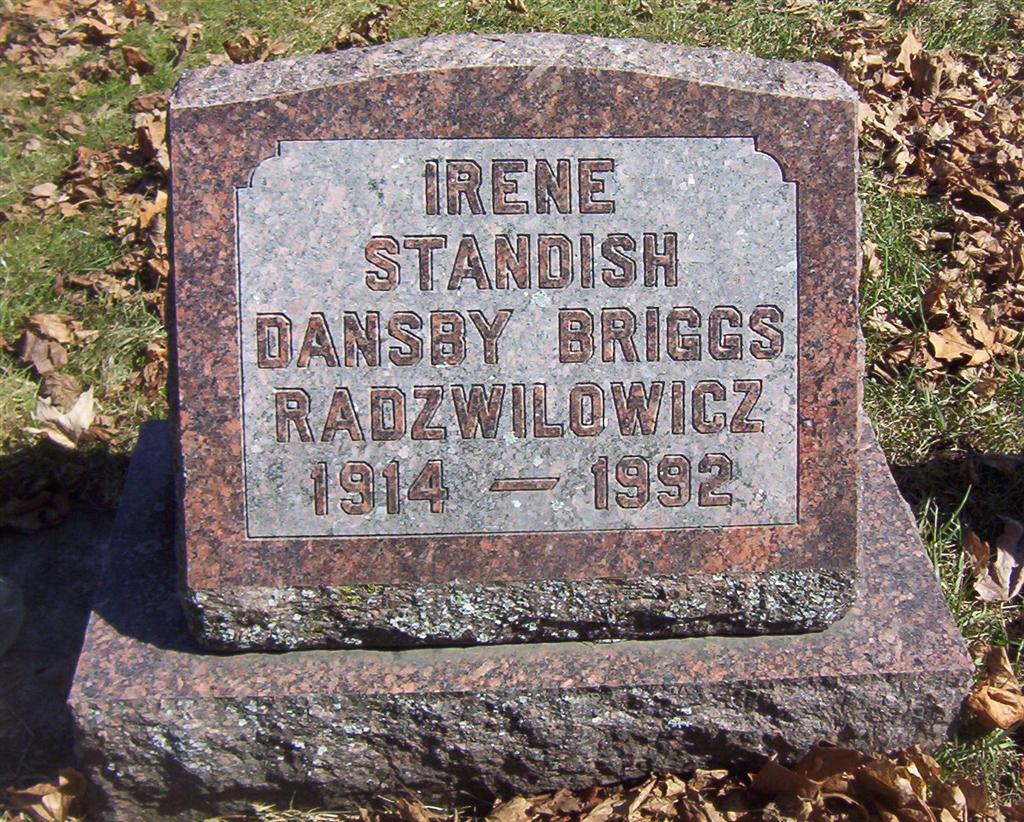 IRENE
STANDISH
DANSBY BRIGGS
RADZWILOWICZ
1914 — 1992